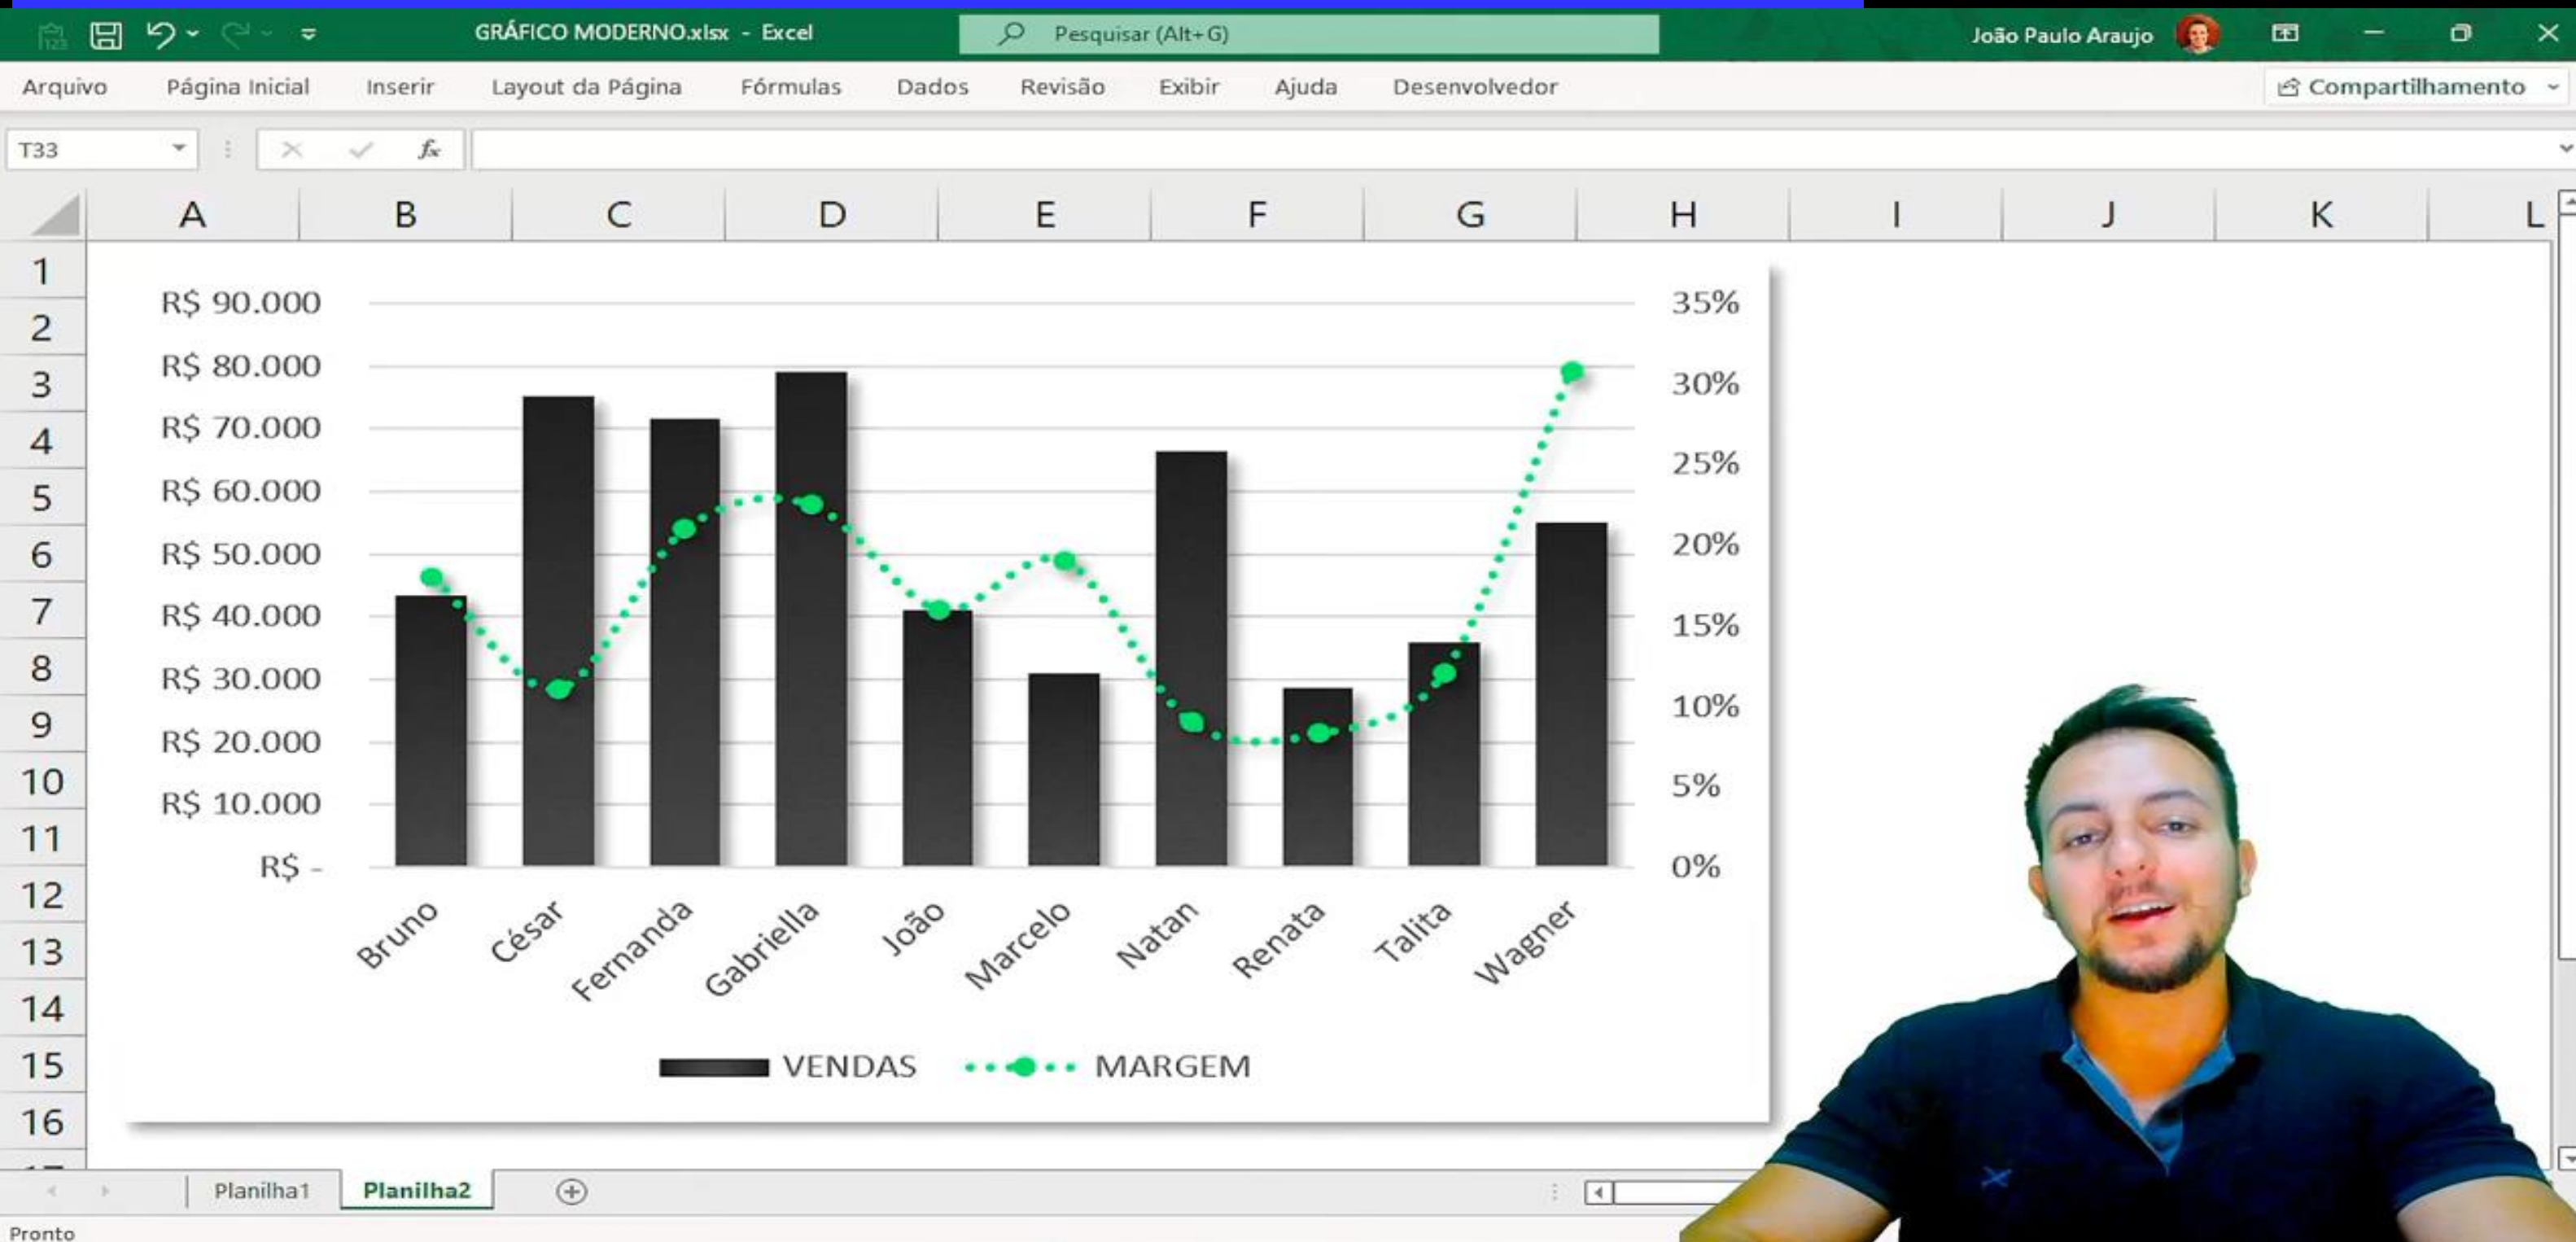 GRÁFICO MODERNO.xlsx - Excel
Pesquisar (Alt+G)
João Paulo Araujo
Arquivo Página Inicial Inserir Layout da Página Fórmulas Dados Revisão Exibir Ajuda Desenvolvedor
Compartilhamento
T33
fx
A B C D E F G H I J K L
1
2
3
4
5
6
7
8
9
10
11
12
13
14
15
16
R$ 90.000
R$ 80.000
R$ 70.000
R$ 60.000
R$ 50.000
R$ 40.000
R$ 30.000
R$ 20.000
R$ 10.000
R$ -
35%
30%
25%
20%
15%
10%
5%
0%
Bruno
César
Fernanda
Gabriella
João
Marcelo
Natan
Renata
Talita
Wagner
VENDAS MARGEM
Planilha1 Planilha2
Pronto